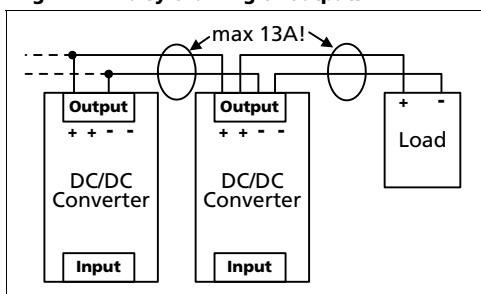 max 13A!
Output
Output
+ + - -
+ + - -
+ -
Load
DC/DC
Converter
DC/DC
Converter
Input
Input